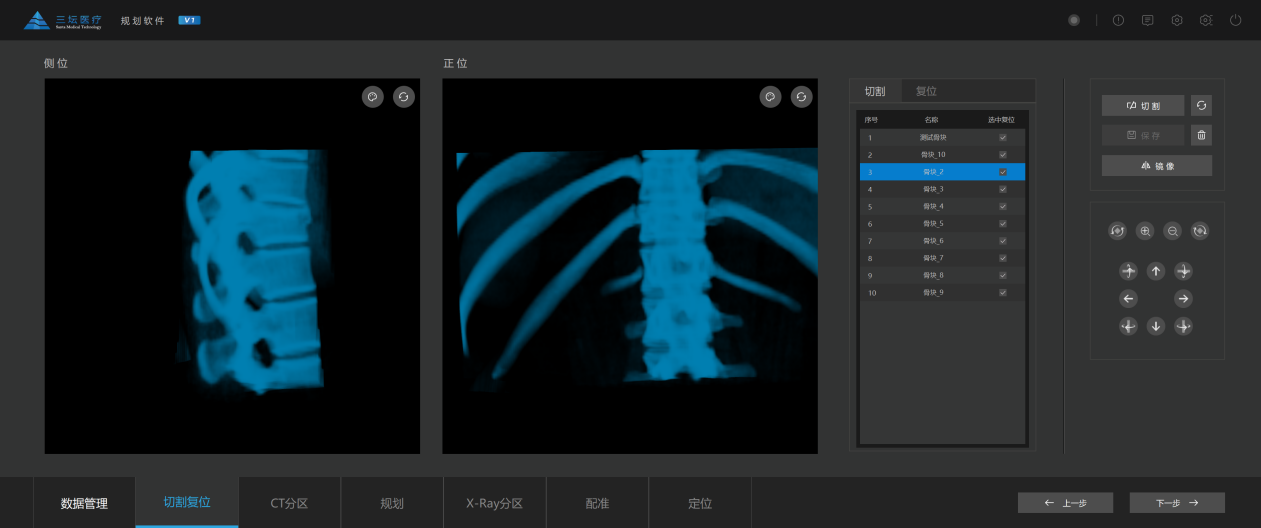 三坛医疗
Santa Medical Technology
规划软件
V1
侧位
正位
切割 复位
序号 名称 选中复位
1 测试骨块
2 骨块_10
3 骨块_2
4 骨块_3
5 骨块_4
6 骨块_5
7 骨块_6
8 骨块_7
9 骨块_8
10 骨块_9
切割
保存
镜像
数据管理 切割复位 CT分区 规划 X-Ray分区 配准 定位
上一步 下一步